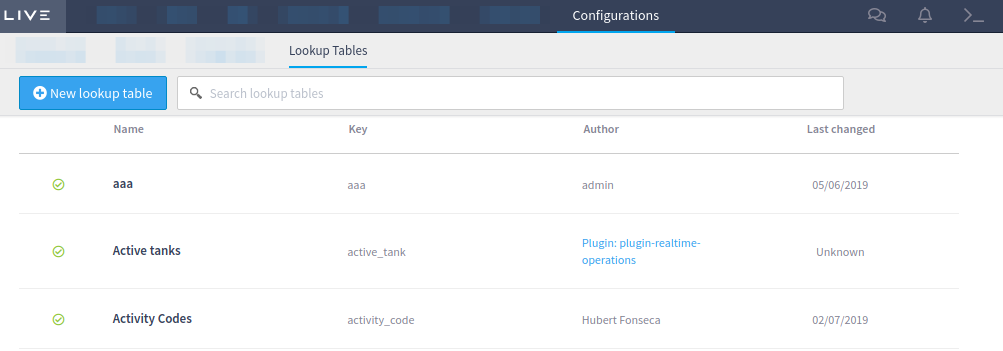 LIVE
Configurations
Lookup Tables
New lookup table
Search lookup tables
Name Key Author Last changed
aaa aaa admin 05/06/2019
Active tanks active_tank Plugin: plugin-realtime-
operations Unknown
Activity Codes activity_code Hubert Fonseca 02/07/2019